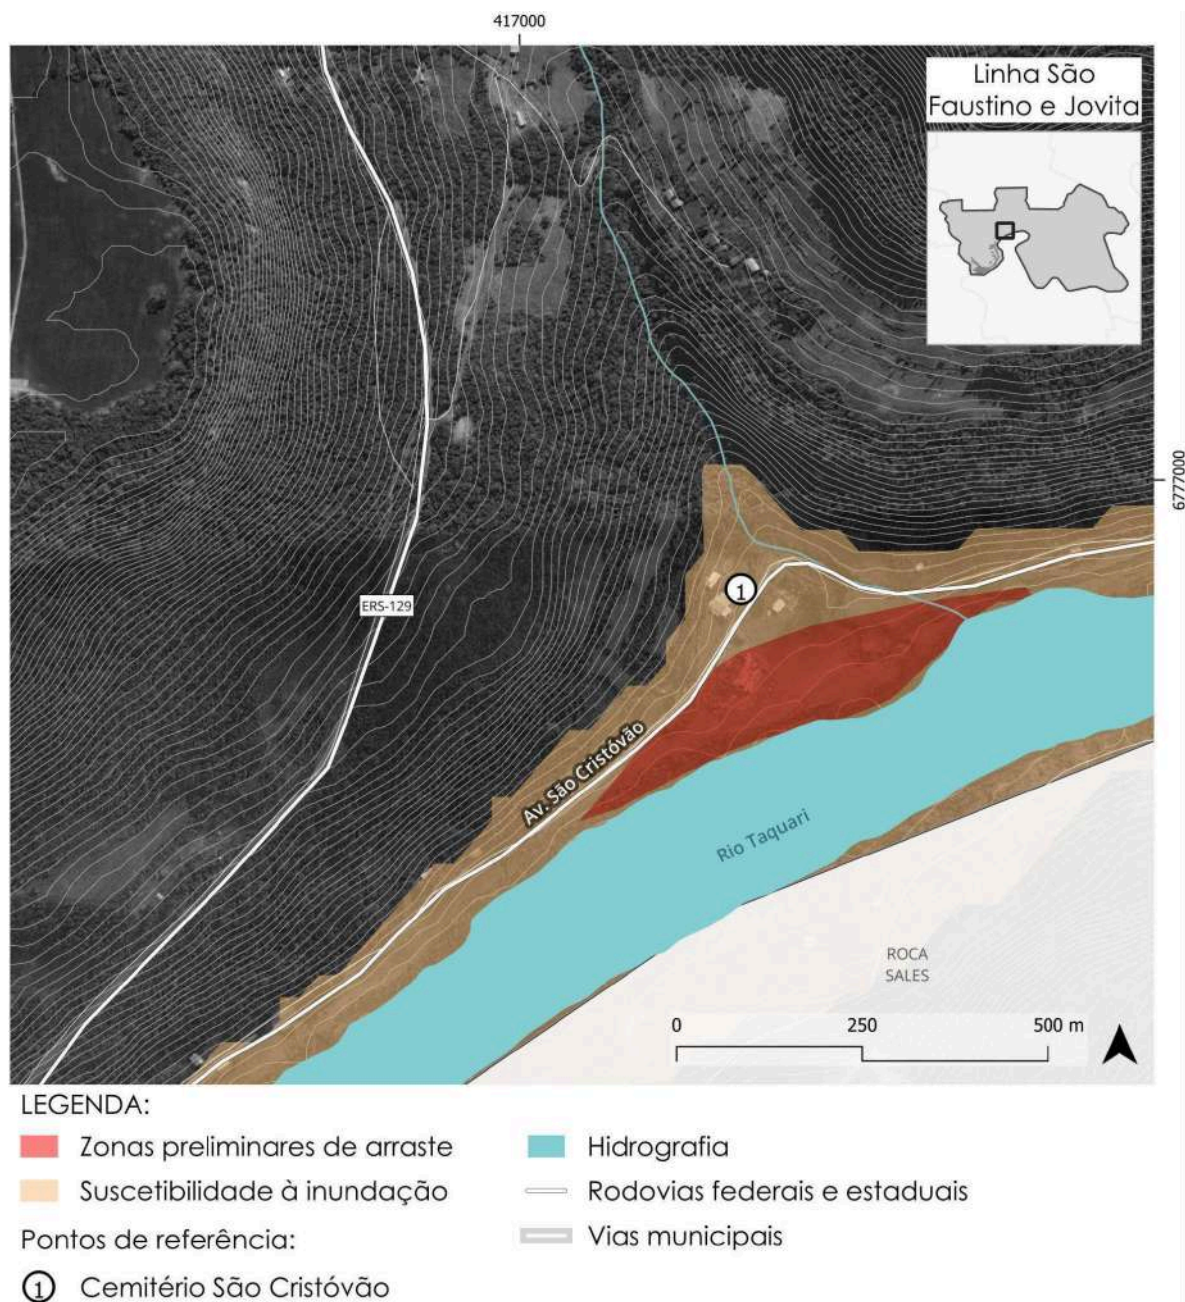 417000
Linha São
Faustino e Jovita
6777000
ERS-129
1
Av. São Cristóvão
Rio Taquari
ROCA
SALES
0 250 500 m
LEGENDA:
Zonas preliminares de arraste
Suscetibilidade à inundação
Pontos de referência:
1 Cemitério São Cristóvão
Hidrografia
Rodovias federais e estaduais
Vias municipais